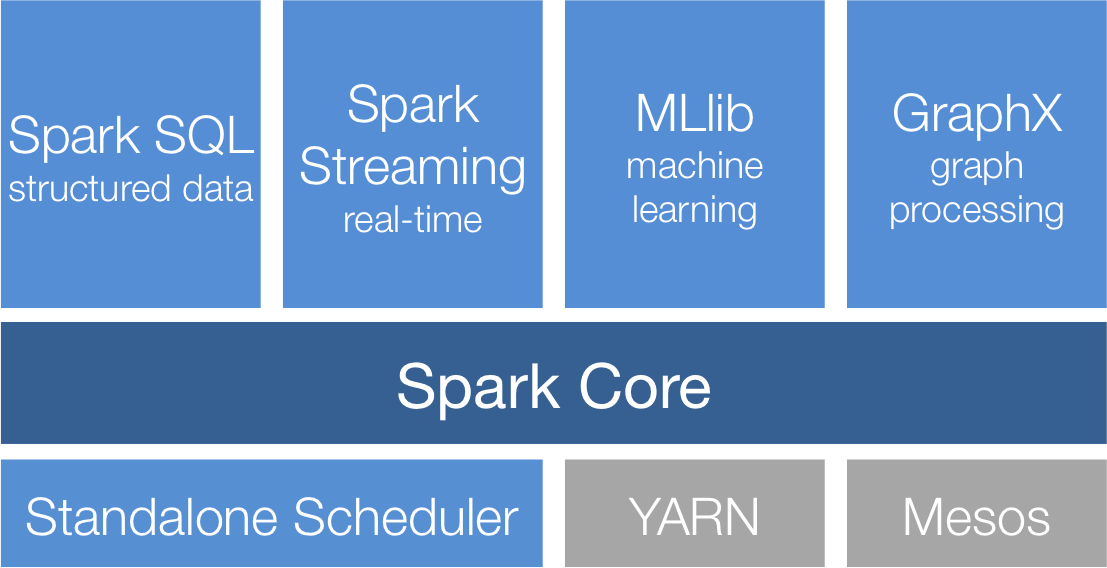 Spark SQL
structured data
Spark
Streaming
real-time
MLlib
machine
learning
GraphX
graph
processing
Spark Core
Standalone Scheduler
YARN
Mesos